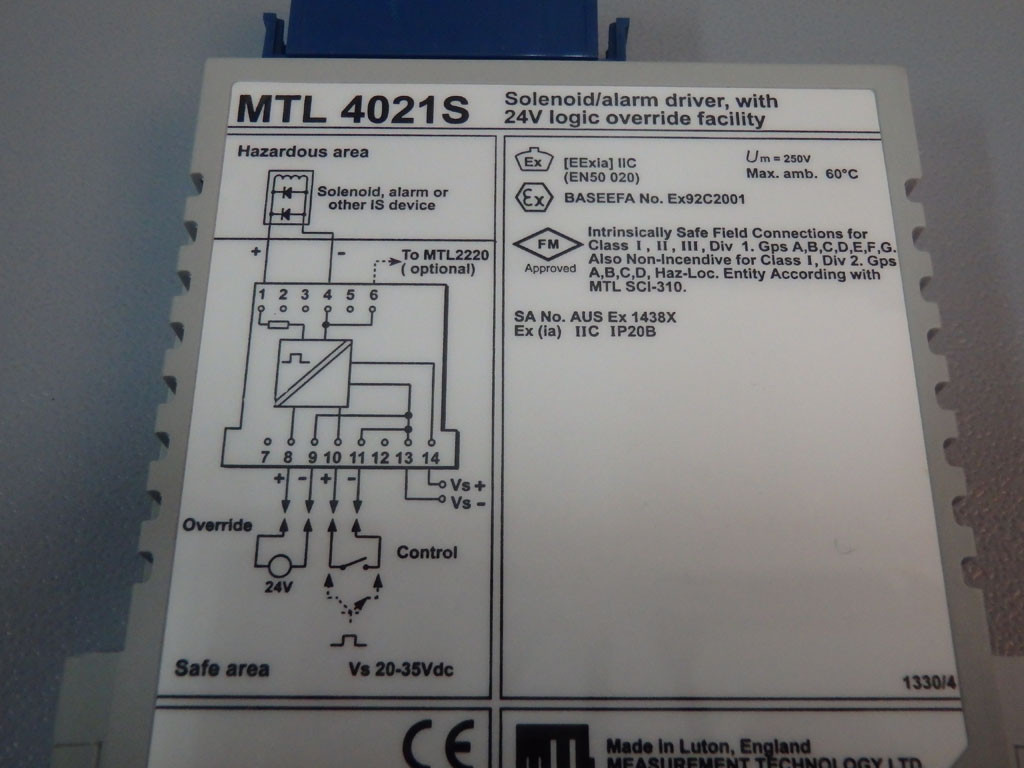 MTL 4021S
Solenoid/alarm driver, with
24V logic override facility
Hazardous area
Solenoid, alarm or
other IS device
+ -
To MTL2220
( optional)
1 2 3 4 5 6
7 8 9 10 11 12 13 14
+ - + -
Vs +
Vs -
Override
24V
Control
Safe area
Vs 20-35Vdc
Ex
[EExia] IIC
(EN50 020)
Um = 250V
Max. amb. 60°C
Ex
BASEEFA No. Ex92C2001
FM
Approved
Intrinsically Safe Field Connections for
Class I, II, III, Div 1. Gps A,B,C,D,E,F,G.
Also Non-Incendive for Class I, Div 2. Gps
A,B,C,D, Haz-Loc. Entity According with
MTL SCI-310.
SA No. AUS Ex 1438X
Ex (ia) IIC IP20B
1330/4
CE
MTL
Made in Luton, England
MEASUREMENT TECHNOLOGY LTD